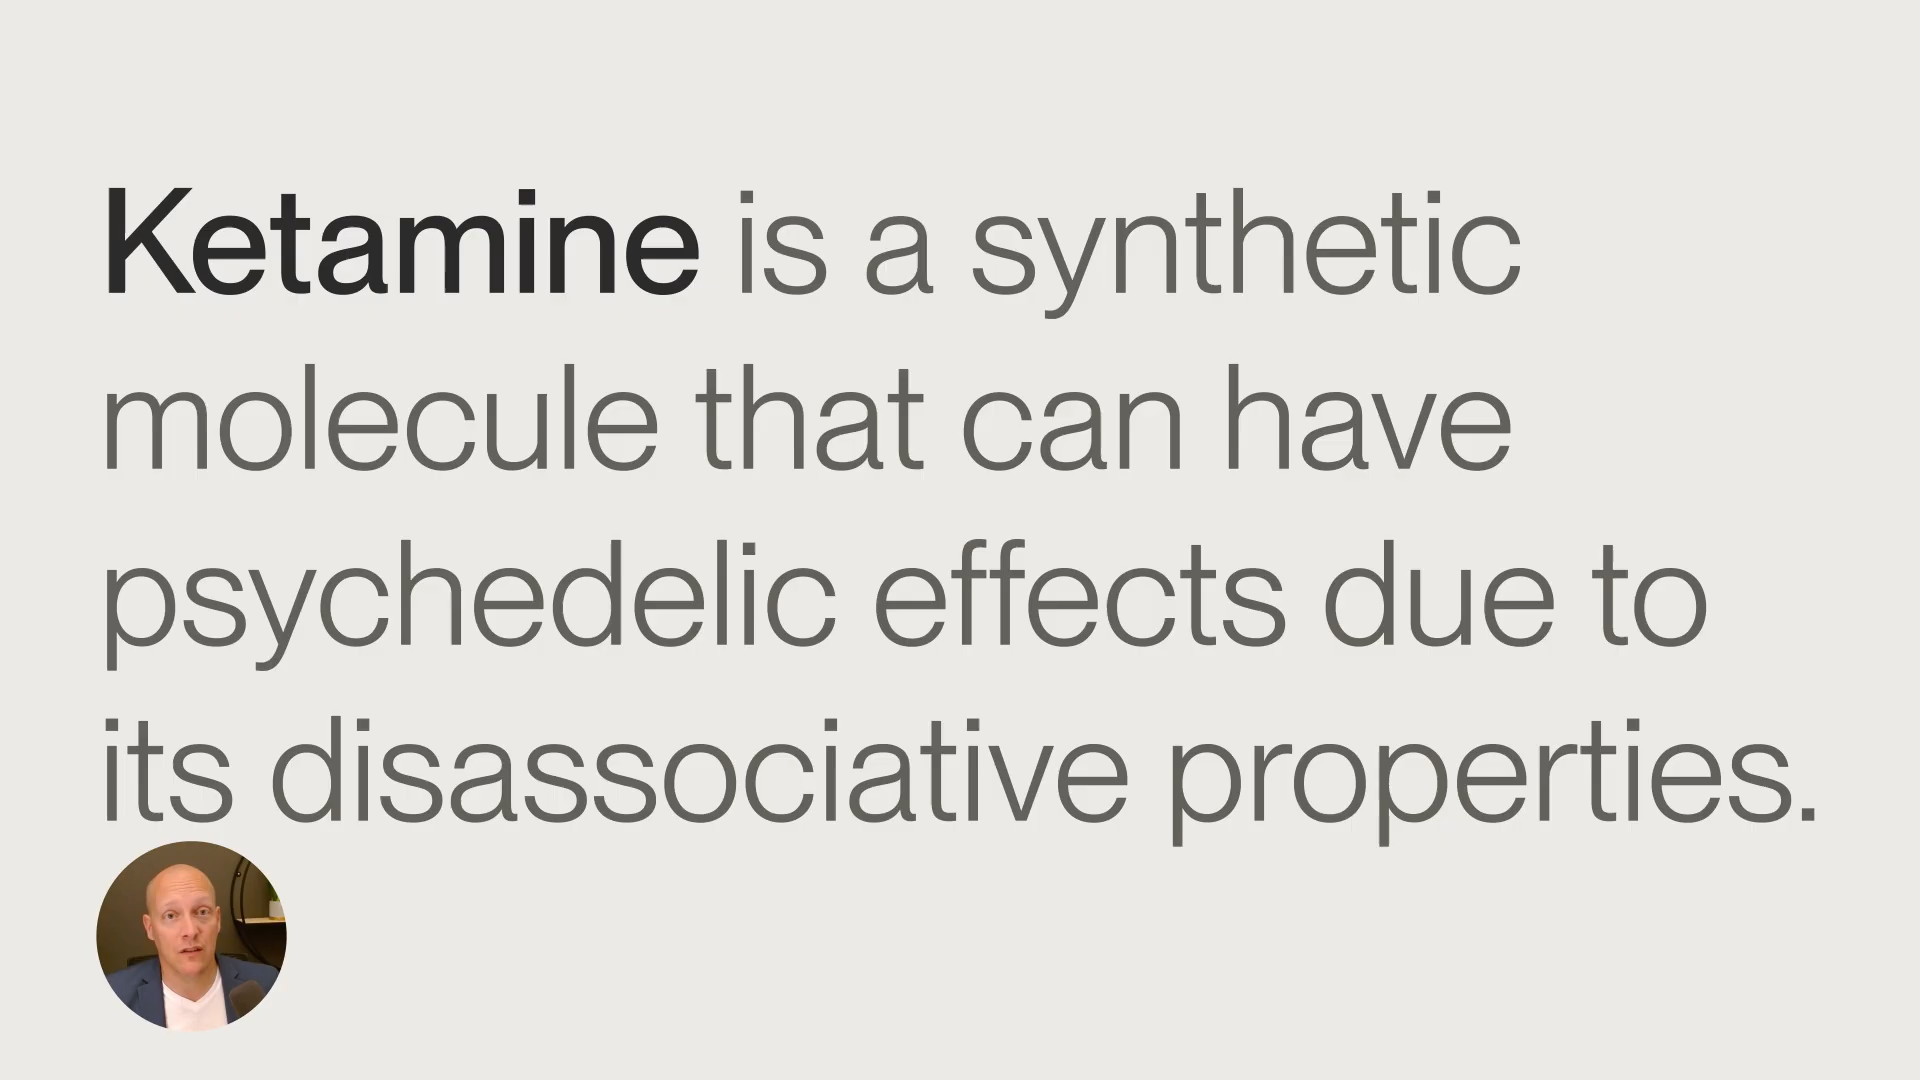 Ketamine is a synthetic
molecule that can have
psychedelic effects due to
its disassociative properties.